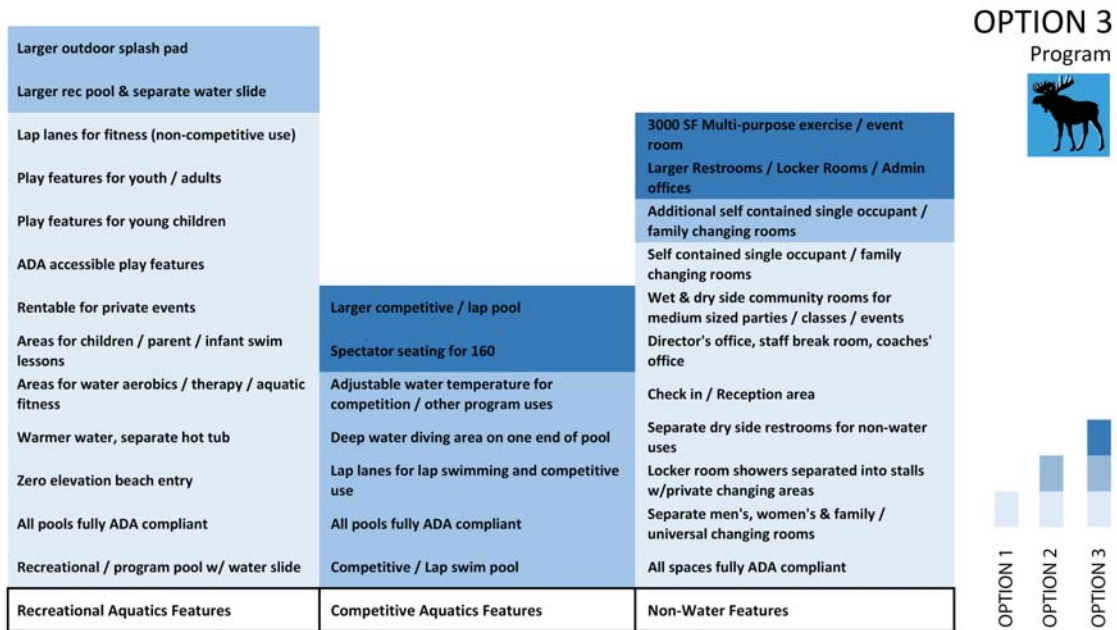 OPTION 3
Program
Larger outdoor splash pad
Larger rec pool & separate water slide
Lap lanes for fitness (non-competitive use)
Play features for youth / adults
Play features for young children
ADA accessible play features
Rentable for private events
Areas for children / parent / infant swim
lessons
Areas for water aerobics / therapy / aquatic
fitness
Warmer water, separate hot tub
Zero elevation beach entry
All pools fully ADA compliant
Recreational / program pool w/ water slide
Recreational Aquatics Features
Larger competitive / lap pool
Spectator seating for 160
Adjustable water temperature for
competition / other program uses
Deep water diving area on one end of pool
Lap lanes for lap swimming and competitive
use
All pools fully ADA compliant
Competitive / Lap swim pool
Competitive Aquatics Features
3000 SF Multi-purpose exercise / event
room
Larger Restrooms / Locker Rooms / Admin
offices
Additional self contained single occupant /
family changing rooms
Self contained single occupant / family
changing rooms
Wet & dry side community rooms for
medium sized parties / classes / events
Director's office, staff break room, coaches'
office
Check in / Reception area
Separate dry side restrooms for non-water
uses
Locker room showers separated into stalls
w/private changing areas
Separate men's, women's & family /
universal changing rooms
All spaces fully ADA compliant
Non-Water Features
OPTION 1
OPTION 2
OPTION 3